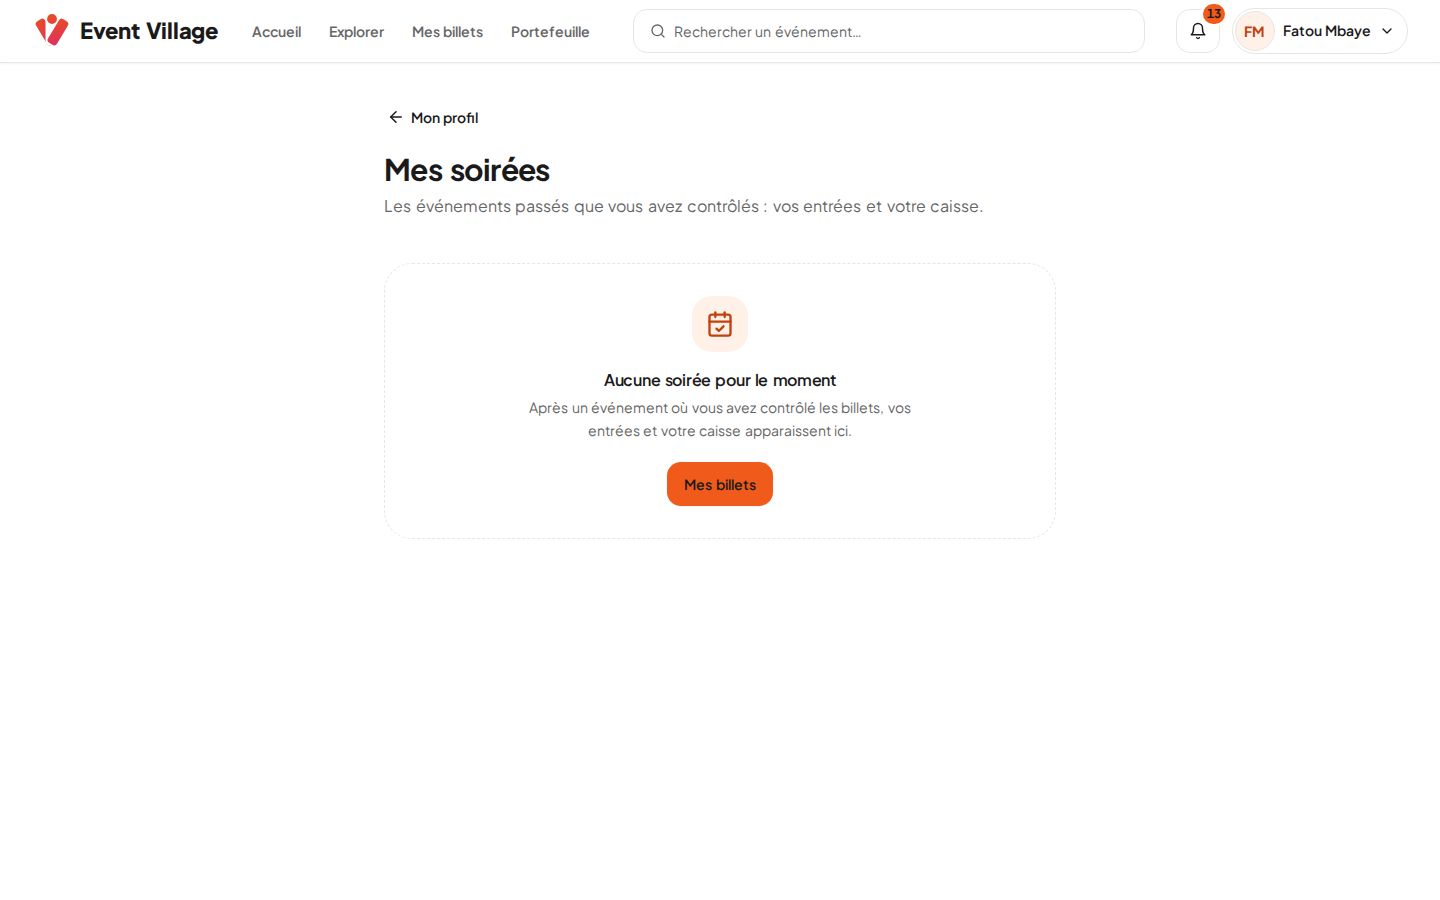 Event Village
Accueil
Explorer
Mes billets
Portefeuille
Rechercher un événement…
13
FM
Fatou Mbaye
Mon profil
Mes soirées
Les événements passés que vous avez contrôlés : vos entrées et votre caisse.
Aucune soirée pour le moment
Après un événement où vous avez contrôlé les billets, vos
entrées et votre caisse apparaissent ici.
Mes billets